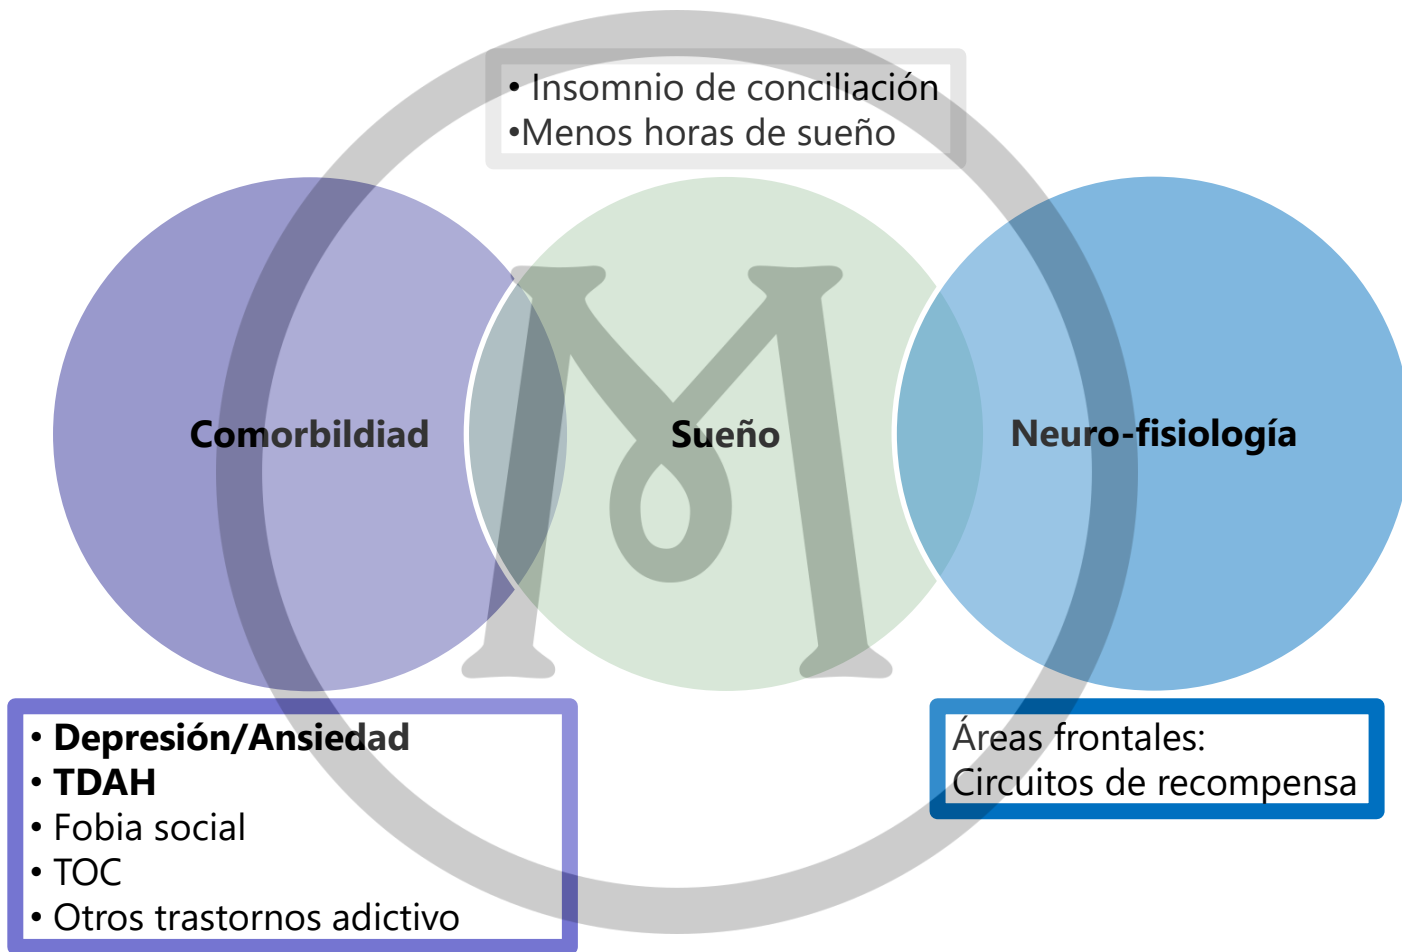 • Insomnio de conciliación
•Menos horas de sueño
Comorbildiad
Sueño
Neuro-fisiología
• Depresión/Ansiedad
• TDAH
• Fobia social
• TOC
• Otros trastornos adictivo
Áreas frontales:
Circuitos de recompensa
M